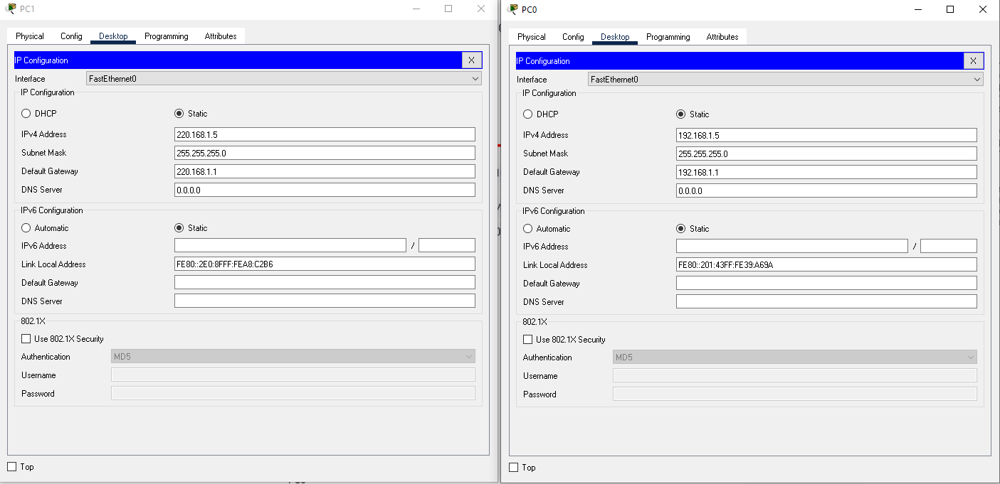 PC1
Physical Config Desktop Programming Attributes
IP Configuration X
Interface FastEthernet0
IP Configuration
DHCP Static
IPv4 Address 220.168.1.5
Subnet Mask 255.255.255.0
Default Gateway 220.168.1.1
DNS Server 0.0.0.0
IPv6 Configuration
Automatic Static
IPv6 Address /
Link Local Address FE80::2E0:8FFF:FEA8:C2B6
Default Gateway
DNS Server
802.1X
Use 802.1X Security
Authentication MD5
Username
Password
Top
PC0
Physical Config Desktop Programming Attributes
IP Configuration X
Interface FastEthernet0
IP Configuration
DHCP Static
IPv4 Address 192.168.1.5
Subnet Mask 255.255.255.0
Default Gateway 192.168.1.1
DNS Server 0.0.0.0
IPv6 Configuration
Automatic Static
IPv6 Address /
Link Local Address FE80::201:43FF:FE39:A69A
Default Gateway
DNS Server
802.1X
Use 802.1X Security
Authentication MD5
Username
Password
Top